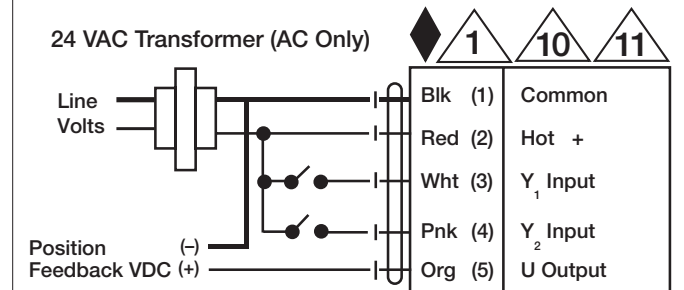 24 VAC Transformer (AC Only)
1 10 11
Line
Volts
Blk (1) Common
Red (2) Hot +
Wht (3) Y1 Input
Pnk (4) Y2 Input
Position (–)
Feedback VDC (+)
Org (5) U Output